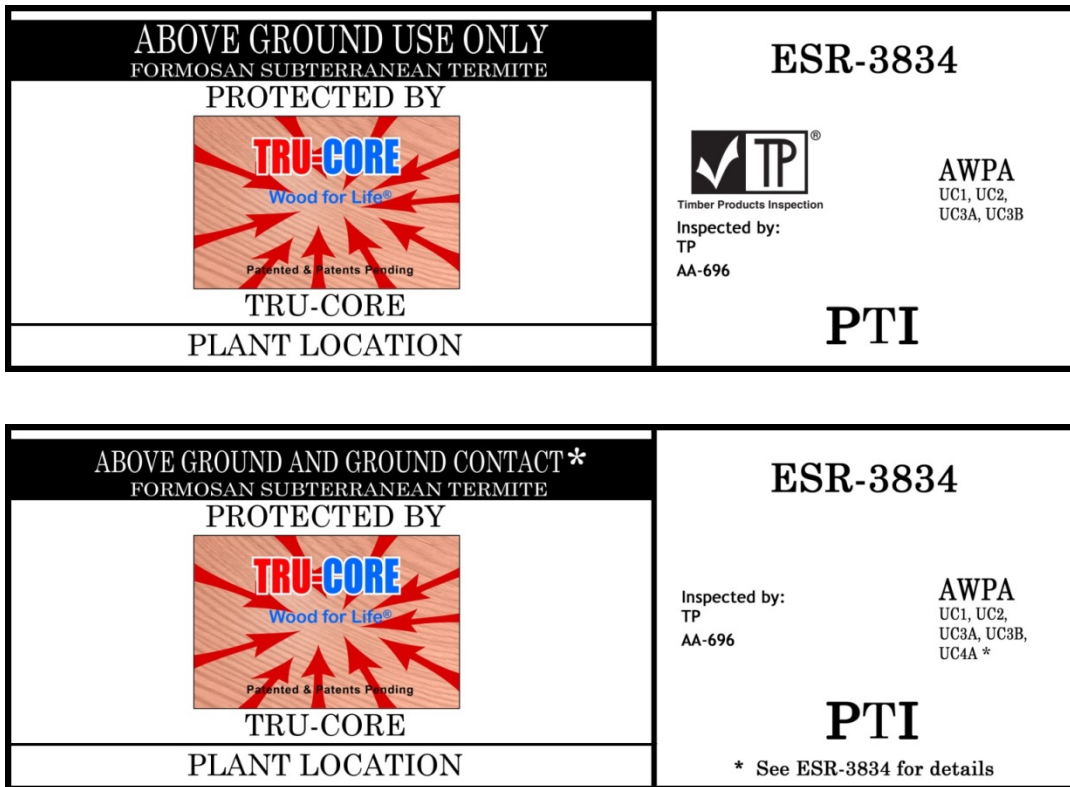 ABOVE GROUND USE ONLY
FORMOSAN SUBTERRANEAN TERMITE
PROTECTED BY
TRU-CORE
Wood for Life®
Patented & Patents Pending
TRU-CORE
PLANT LOCATION
ESR-3834
TP®
Timber Products Inspection
Inspected by:
TP
AA-696
AWPA
UC1, UC2,
UC3A, UC3B
PTI
ABOVE GROUND AND GROUND CONTACT*
FORMOSAN SUBTERRANEAN TERMITE
PROTECTED BY
TRU-CORE
Wood for Life®
Patented & Patents Pending
TRU-CORE
PLANT LOCATION
ESR-3834
Inspected by:
TP
AA-696
AWPA
UC1, UC2,
UC3A, UC3B,
UC4A *
PTI
* See ESR-3834 for details